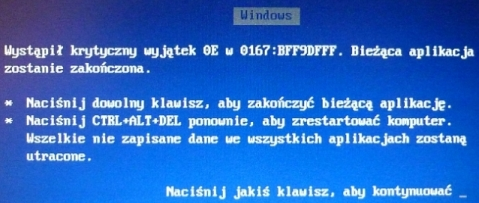 Windows
Wystąpił krytyczny wyjątek 0E w 0167:BFF9DFFF. Bieżąca aplikacja
zostanie zakończona.
* Naciśnij dowolny klawisz, aby zakończyć bieżącą aplikację.
* Naciśnij CTRL+ALT+DEL ponownie, aby zrestartować komputer.
Wszelkie nie zapisane dane we wszystkich aplikacjach zostaną
utracone.
Naciśnij jakiś klawisz, aby kontynuować _